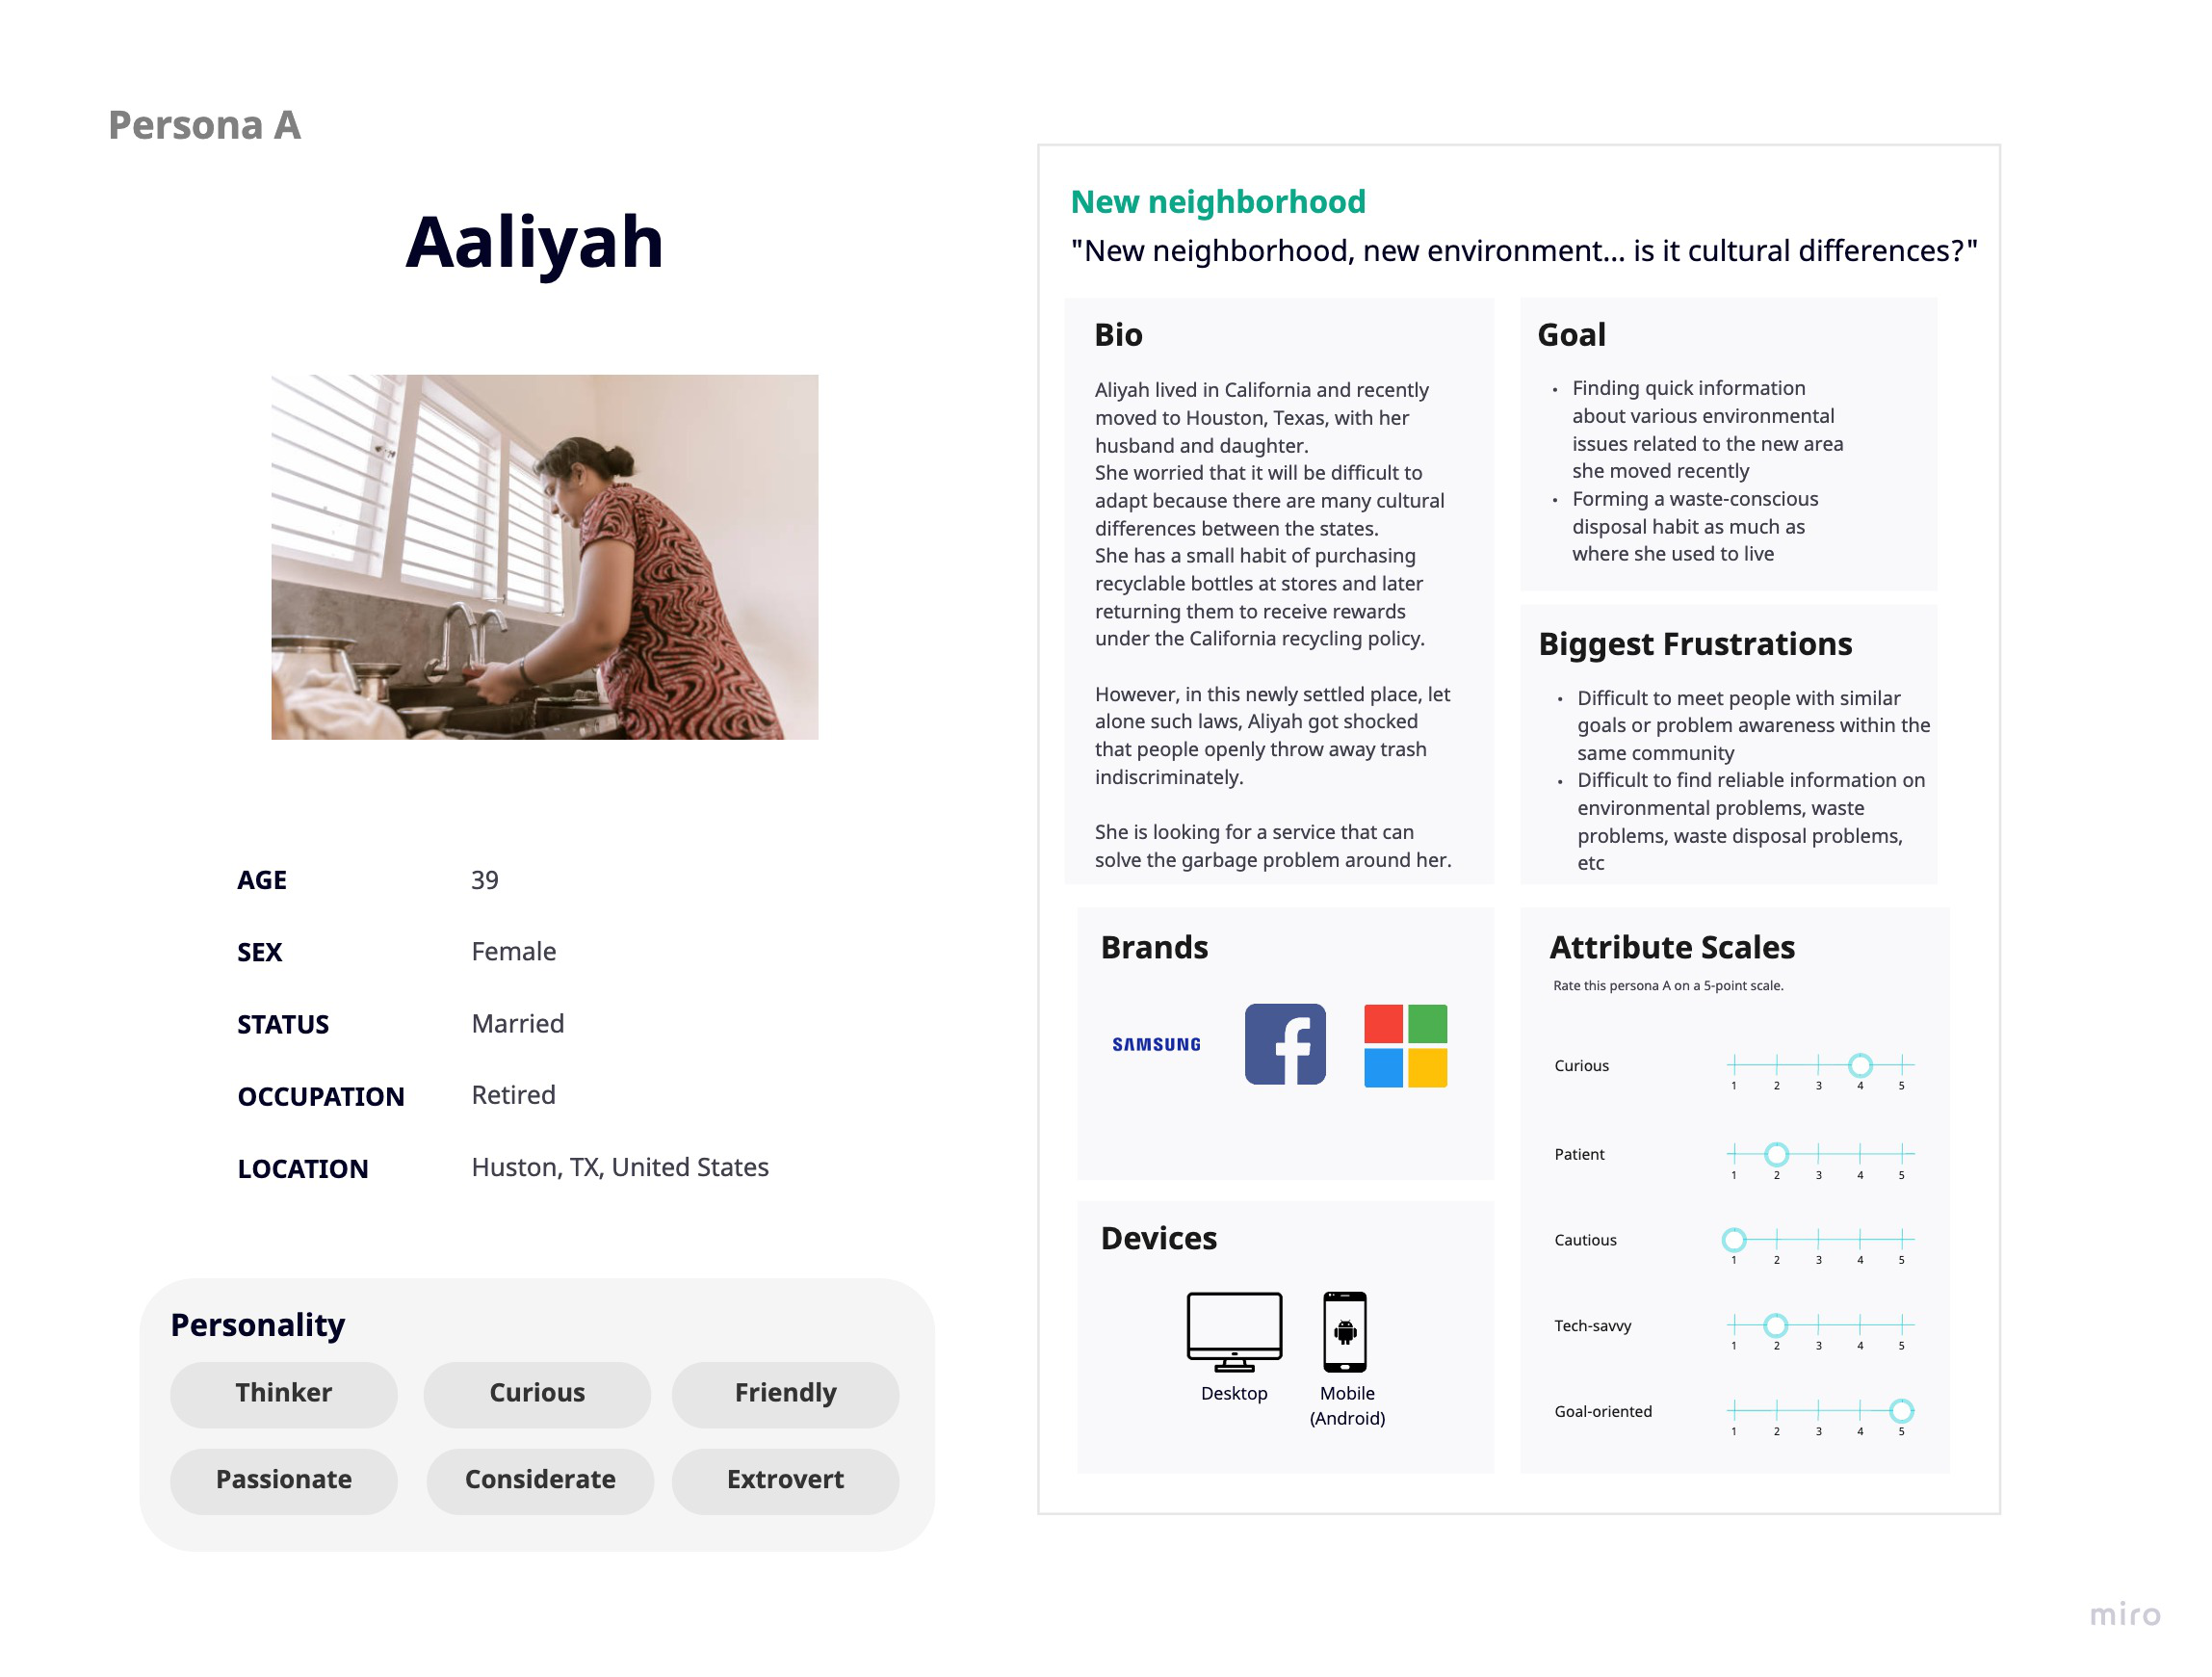 Persona A
Aaliyah
AGE 39
SEX Female
STATUS Married
OCCUPATION Retired
LOCATION Huston, TX, United States
Personality
Thinker Curious Friendly
Passionate Considerate Extrovert
New neighborhood
"New neighborhood, new environment... is it cultural differences?"
Bio
Aliyah lived in California and recently
moved to Houston, Texas, with her
husband and daughter.
She worried that it will be difficult to
adapt because there are many cultural
differences between the states.
She has a small habit of purchasing
recyclable bottles at stores and later
returning them to receive rewards
under the California recycling policy.
However, in this newly settled place, let
alone such laws, Aliyah got shocked
that people openly throw away trash
indiscriminately.
She is looking for a service that can
solve the garbage problem around her.
Goal
• Finding quick information
about various environmental
issues related to the new area
she moved recently
• Forming a waste-conscious
disposal habit as much as
where she used to live
Biggest Frustrations
• Difficult to meet people with similar
goals or problem awareness within the
same community
• Difficult to find reliable information on
environmental problems, waste
problems, waste disposal problems,
etc
Brands
SAMSUNG
Devices
Desktop
Mobile
(Android)
Attribute Scales
Rate this persona A on a 5-point scale.
Curious
1 2 3 4 5
Patient
1 2 3 4 5
Cautious
1 2 3 4 5
Tech-savvy
1 2 3 4 5
Goal-oriented
1 2 3 4 5
miro